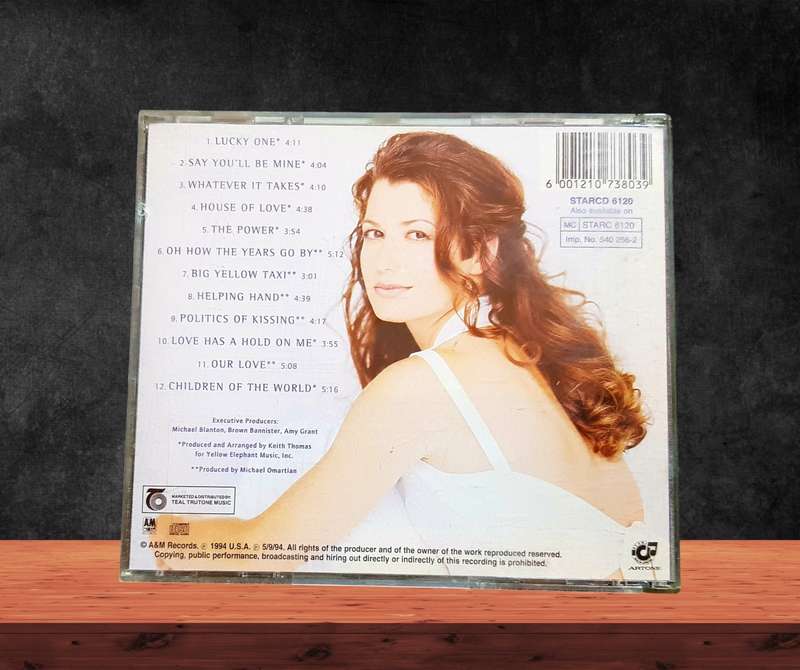 1. LUCKY ONE* 4:11
2. SAY YOU'LL BE MINE* 4:04
3. WHATEVER IT TAKES* 4:10
4. HOUSE OF LOVE* 4:38
5. THE POWER* 3:54
6. OH HOW THE YEARS GO BY** 5:12
7. BIG YELLOW TAXI** 3:01
8. HELPING HAND** 4:39
9. POLITICS OF KISSING** 4:17
10. LOVE HAS A HOLD ON ME* 3:55
11. OUR LOVE** 5:08
12. CHILDREN OF THE WORLD* 5:16
Executive Producers:
Michael Blanton, Brown Bannister, Amy Grant
*Produced and Arranged by Keith Thomas
for Yellow Elephant Music, Inc.
**Produced by Michael Omartian
6 001210 738039
STARCD 6120
Also available on
MC STARC 6120
Imp. No. 540 256-2
MARKETED & DISTRIBUTED BY
TEAL TRUTONE MUSIC
A&M
© A&M Records. ℗ 1994 U.S.A. ℗ 5/9/94. All rights of the producer and of the owner of the work reproduced reserved.
Copying, public performance, broadcasting and hiring out directly or indirectly of this recording is prohibited.
ARTONE